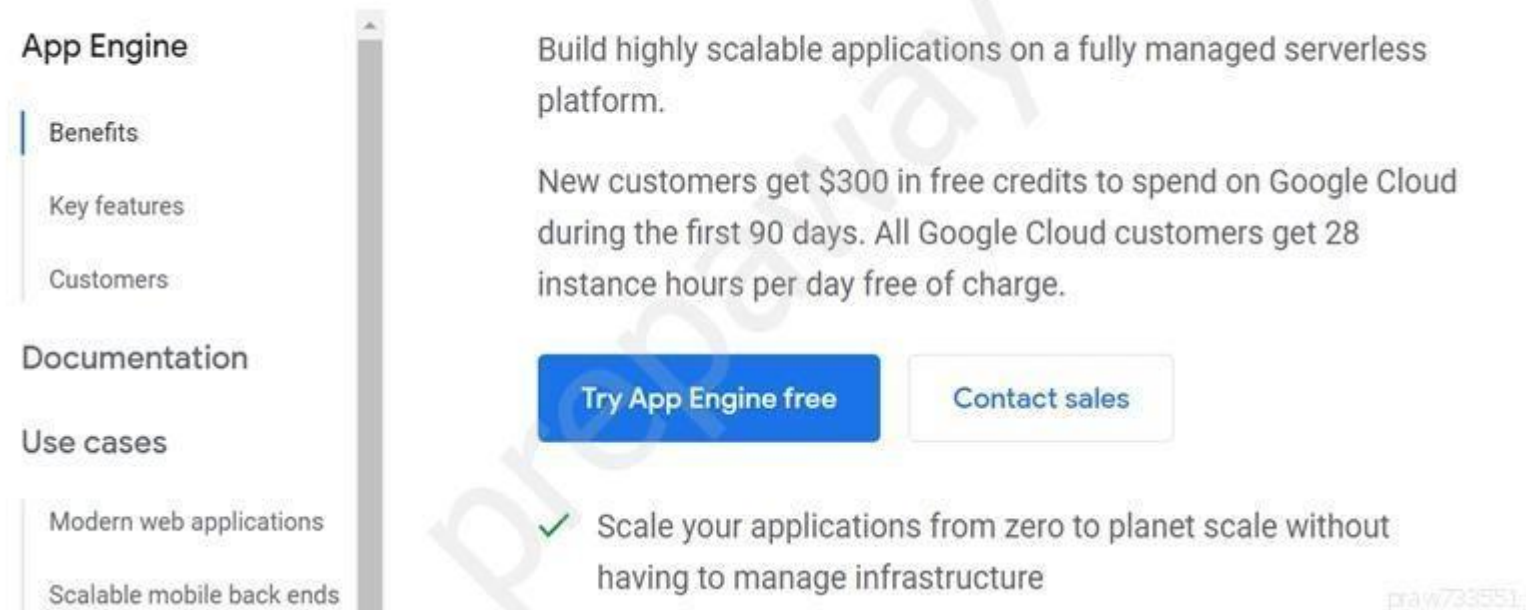 App Engine
Benefits
Key features
Customers
Documentation
Use cases
Modern web applications
Scalable mobile back ends
Build highly scalable applications on a fully managed serverless
platform.
New customers get $300 in free credits to spend on Google Cloud
during the first 90 days. All Google Cloud customers get 28
instance hours per day free of charge.
Try App Engine free
Contact sales
Scale your applications from zero to planet scale without
having to manage infrastructure
prepaway
praw733551